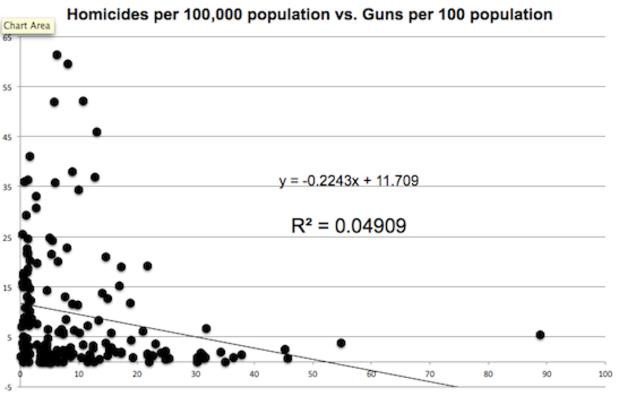 Homicides per 100,000 population vs. Guns per 100 population
Chart Area
65
55
45
35
25
15
5
-5
y = -0.2243x + 11.709
R² = 0.04909
0 10 20 30 40 50 60 70 80 90 100